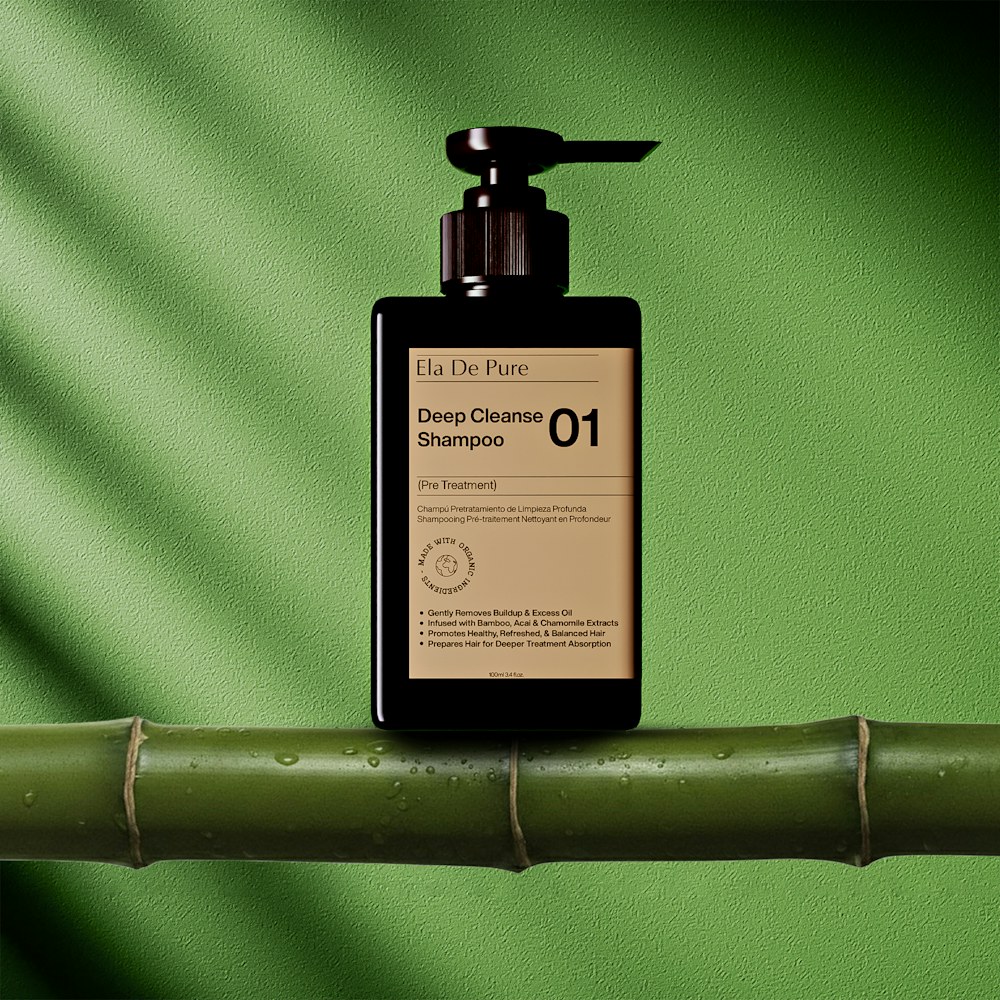 Ela De Pure
Deep Cleanse
Shampoo
01
(Pre Treatment)
Champú Pretratamiento de Limpieza Profunda
Shampooing Pré-traitement Nettoyant en Profondeur
MADE WITH ORGANIC INGREDIENTS -
• Gently Removes Buildup & Excess Oil
• Infused with Bamboo, Acai & Chamomile Extracts
• Promotes Healthy, Refreshed, & Balanced Hair
• Prepares Hair for Deeper Treatment Absorption
100ml 3.4 fl.oz.